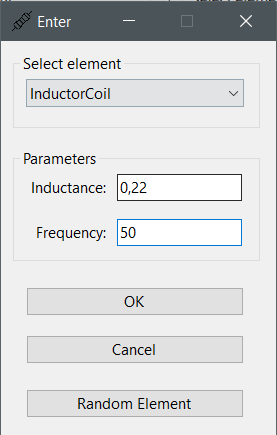 Enter
Select element
InductorCoil
Parameters
Inductance: 0,22
Frequency: 50
OK
Cancel
Random Element